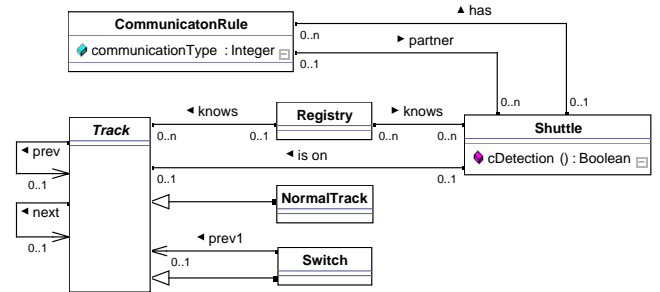 ▲ has
CommunicatonRule
0..n
► partner
communicationType : Integer
0..1
0..n
0..1
◄ knows
Registry
► knows
Shuttle
Track
0..n
0..1
0..n
0..n
cDetection () : Boolean
◄ prev
◄ is on
0..1
0..1
0..1
NormalTrack
◄ next
0..1
◄ prev1
0..1
Switch